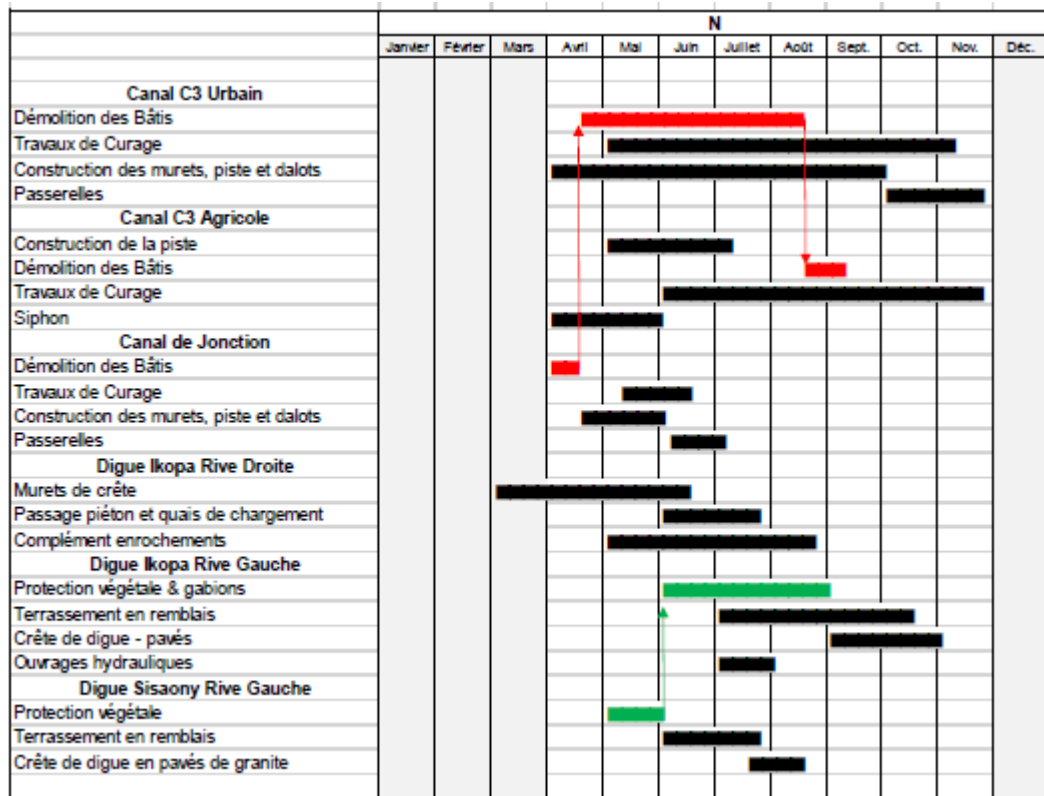 N
Janvier Février Mars Avril Mai Juin Juillet Août Sept. Oct. Nov. Déc.
Canal C3 Urbain
Démolition des Bâtis
Travaux de Curage
Construction des murets, piste et dalots
Passerelles
Canal C3 Agricole
Construction de la piste
Démolition des Bâtis
Travaux de Curage
Siphon
Canal de Jonction
Démolition des Bâtis
Travaux de Curage
Construction des murets, piste et dalots
Passerelles
Digue Ikopa Rive Droite
Murets de crête
Passage piéton et quais de chargement
Complément enrochements
Digue Ikopa Rive Gauche
Protection végétale & gabions
Terrassement en remblais
Crête de digue - pavés
Ouvrages hydrauliques
Digue Sisaony Rive Gauche
Protection végétale
Terrassement en remblais
Crête de digue en pavés de granite